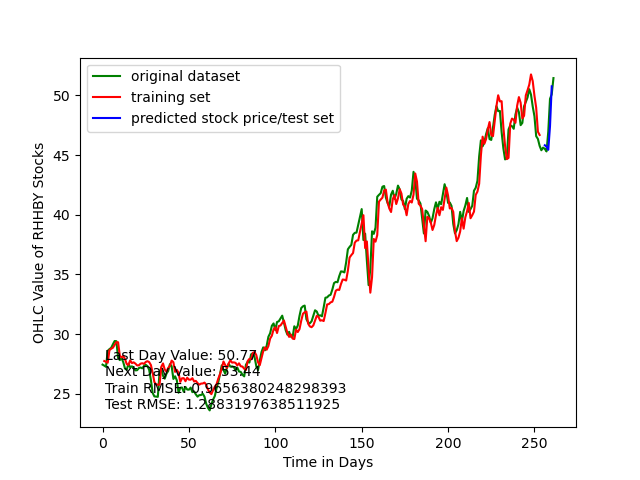 original dataset
training set
predicted stock price/test set
50
45
40
35
30
25
OHLC Value of RHHBY Stocks
Last Day Value: 50.77
Next Day Value: 53.44
Train RMSE: 0.9656380248298393
Test RMSE: 1.2883197638511925
0 50 100 150 200 250
Time in Days